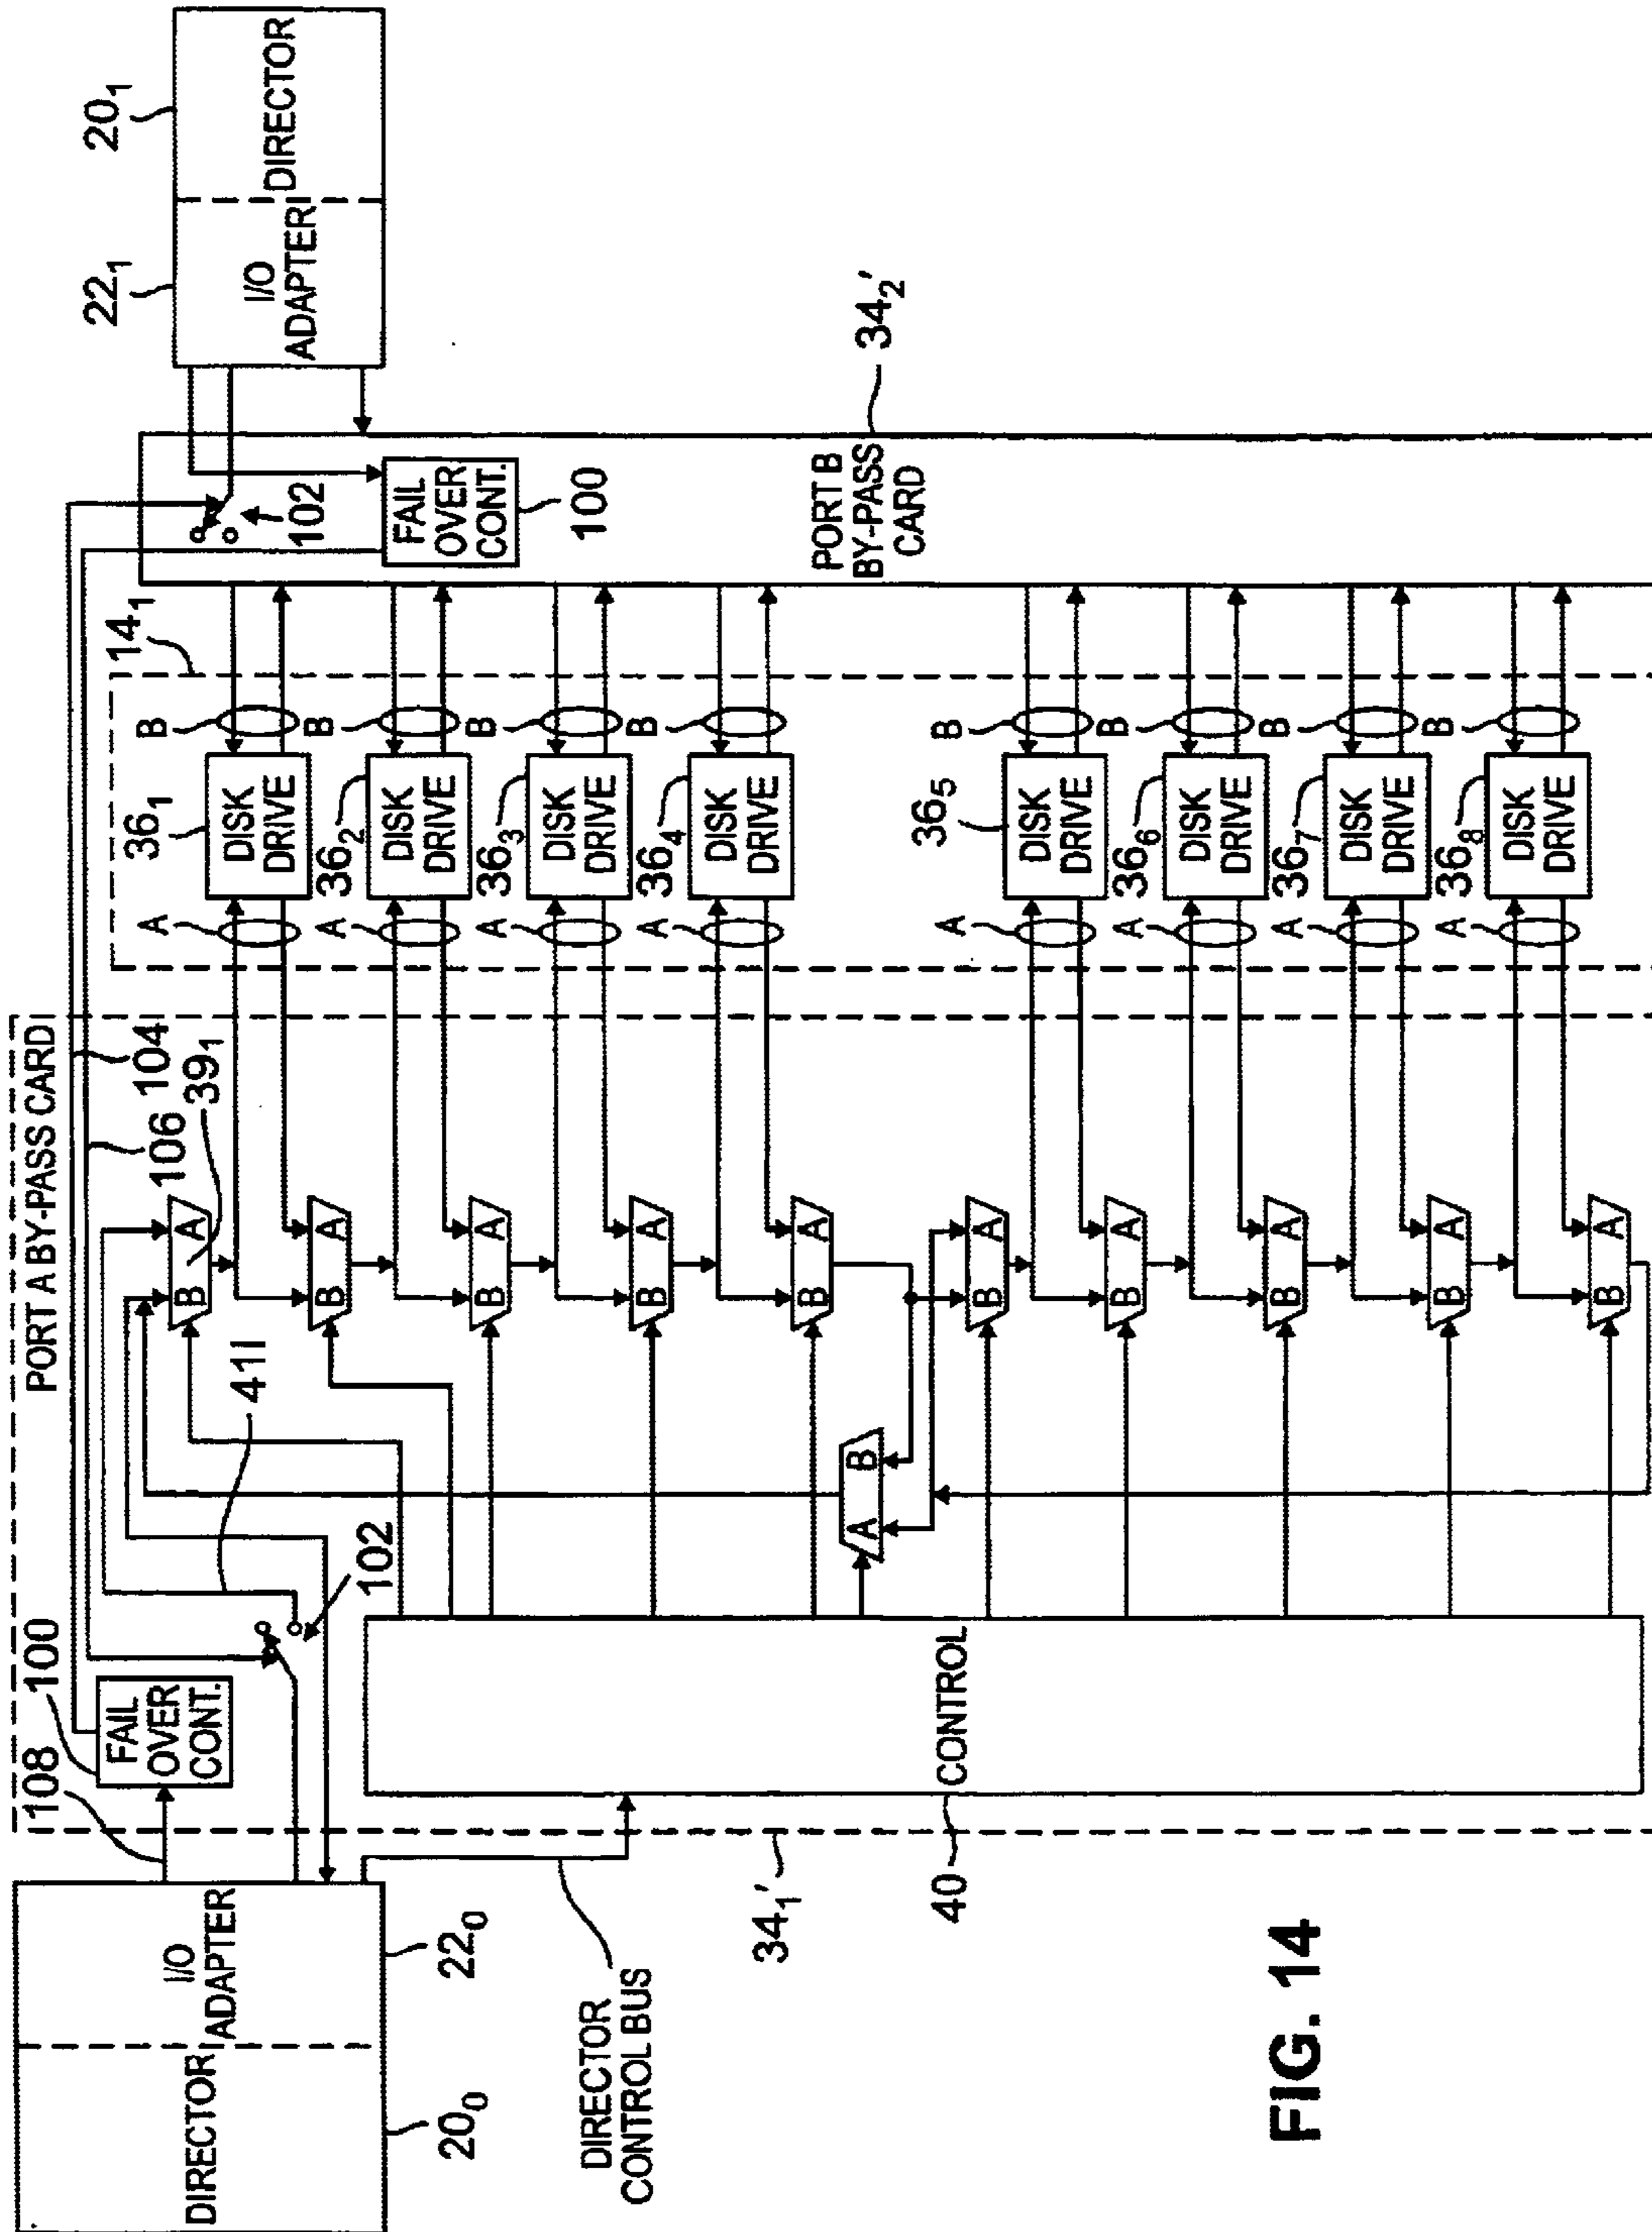 DIRECTOR
I/O
ADAPTER
20₀
22₀
DIRECTOR
CONTROL BUS
108
100
FAIL
OVER
CONT.
102
41I
PORT A BY-PASS CARD
104
106
39₁
34₁'
40
CONTROL
B A
B A
B A
B A
B A
A B
B A
B A
B A
B A
B A
14₁
A
36₁
DISK
DRIVE
B
A
36₂
DISK
DRIVE
B
A
36₃
DISK
DRIVE
B
A
36₄
DISK
DRIVE
B
A
36₅
DISK
DRIVE
B
A
36₆
DISK
DRIVE
B
A
36₇
DISK
DRIVE
B
A
36₈
DISK
DRIVE
B
102
FAIL
OVER
CONT.
100
PORT B
BY-PASS
CARD
34₂'
22₁
20₁
I/O
ADAPTER
DIRECTOR
FIG. 14